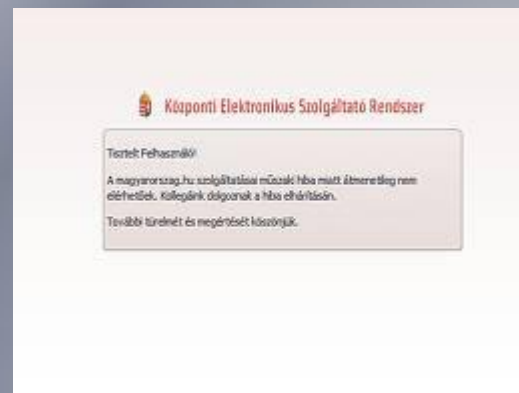 Központi Elektronikus Szolgáltató Rendszer
Tisztelt Felhasználó!
A magyarorszag.hu szolgáltatásai műszaki hiba miatt átmenetileg nem
elérhetőek. Kollégáink dolgoznak a hiba elhárításán.
További türelmét és megértését köszönjük.